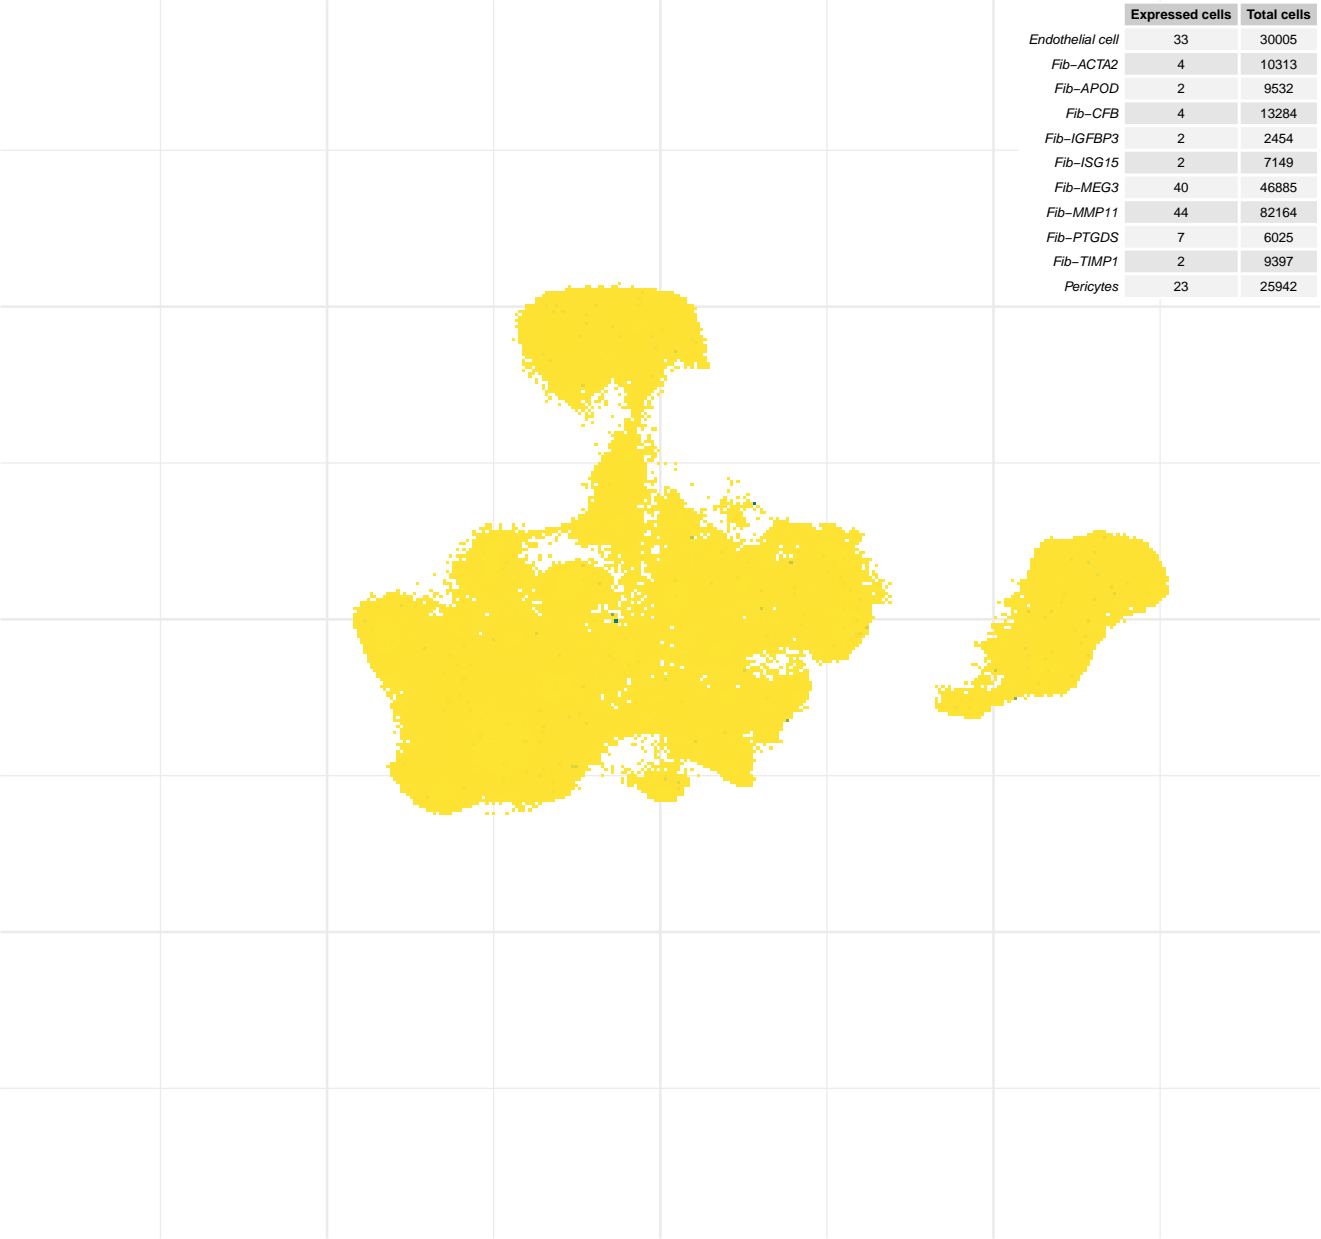 Expressed cells Total cells
Endothelial cell 33 30005
Fib−ACTA2 4 10313
Fib−APOD 2 9532
Fib−CFB 4 13284
Fib−IGFBP3 2 2454
Fib−ISG15 2 7149
Fib−MEG3 40 46885
Fib−MMP11 44 82164
Fib−PTGDS 7 6025
Fib−TIMP1 2 9397
Pericytes 23 25942